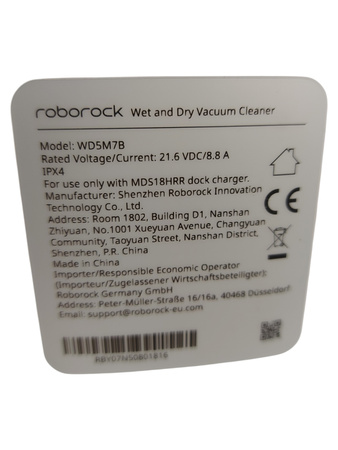 roborock Wet and Dry Vacuum Cleaner
Model: WD5M7B
Rated Voltage/Current: 21.6 VDC/8.8 A
IPX4
For use only with MDS18HRR dock charger.
Manufacturer: Shenzhen Roborock Innovation
Technology Co., Ltd.
Address: Room 1802, Building D1, Nanshan
Zhiyuan, No.1001 Xueyuan Avenue, Changyuan
Community, Taoyuan Street, Nanshan District,
Shenzhen, P.R. China
Made in China
Importer/Responsible Economic Operator
(Importeur/Zugelassener Wirtschaftsbeteiligter):
Roborock Germany GmbH
Address: Peter-Müller-Straße 16/16a, 40468 Düsseldorf
Email: support@roborock-eu.com
CE
RBY07N50801816